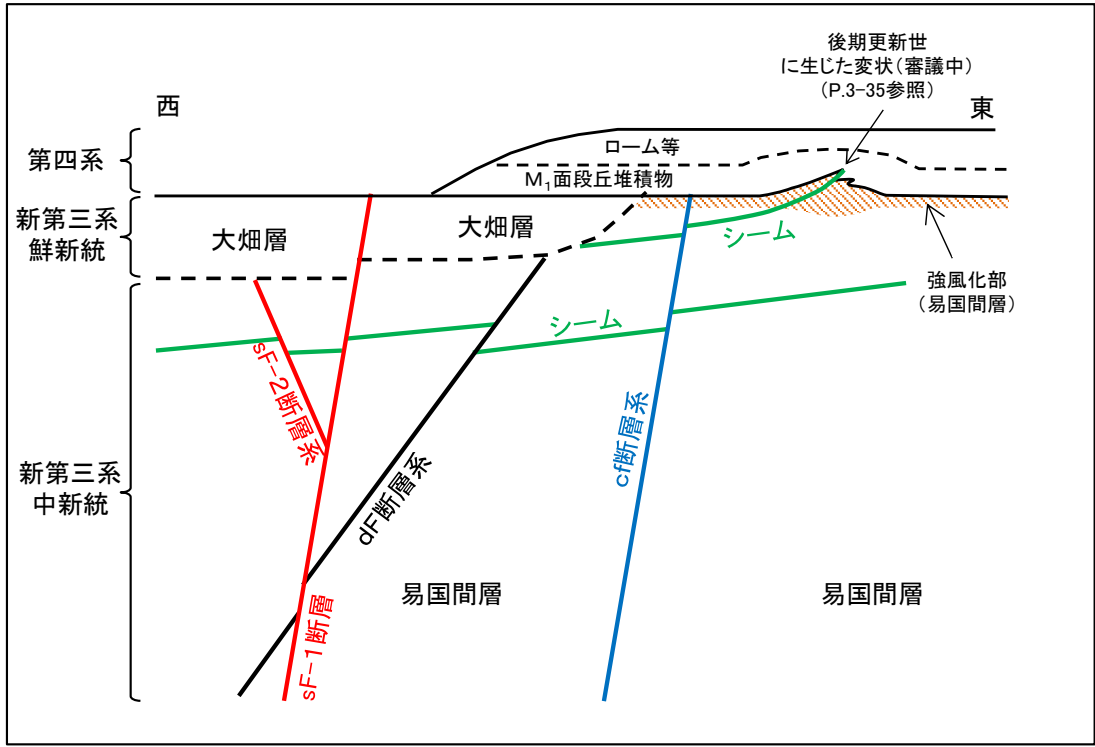 後期更新世
に生じた変状(審議中)
(P.3-35参照)
西
東
第四系
ローム等
M₁面段丘堆積物
新第三系
鮮新統
大畑層
大畑層
シーム
強風化部
(易国間層)
シーム
sF-2断層系
cf断層系
dF断層系
新第三系
中新統
易国間層
易国間層
sF-1断層